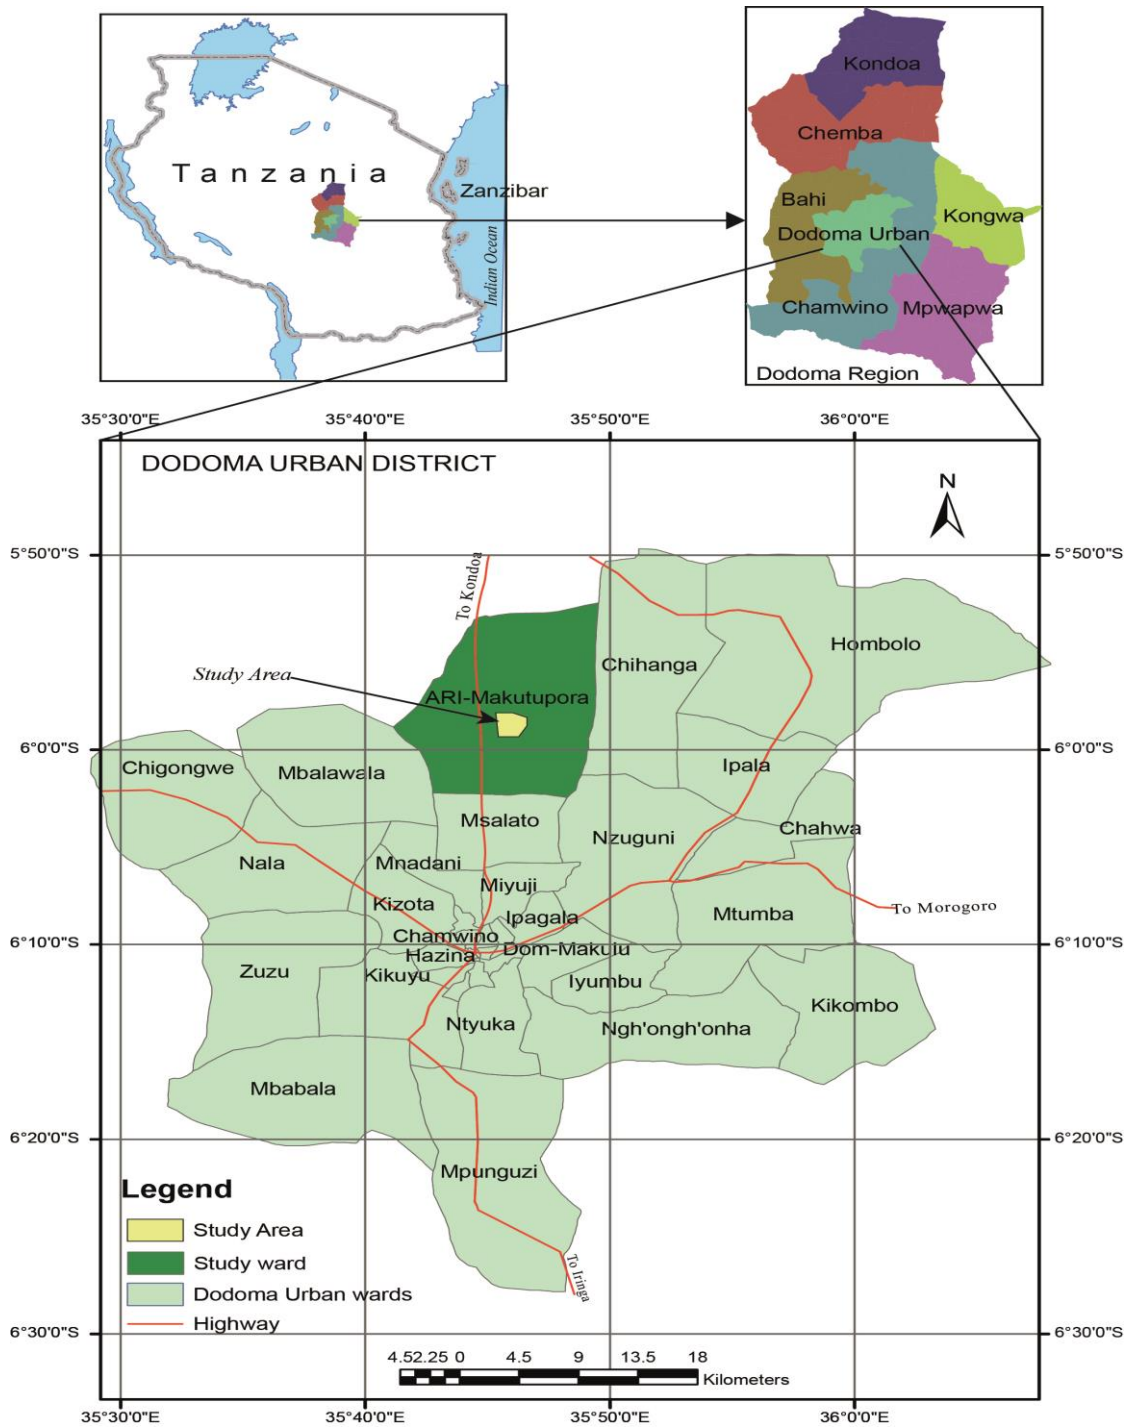 Tanzania
Zanzibar
Indian Ocean
Kondoa
Chemba
Bahi
Kongwa
Dodoma Urban
Chamwino
Mpwapwa
Dodoma Region
35°30'0"E
35°40'0"E
35°50'0"E
36°0'0"E
DODOMA URBAN DISTRICT
N
5°50'0"S
5°50'0"S
To Kondoa
Hombolo
Chihanga
Study Area
ARI-Makutupora
6°0'0"S
6°0'0"S
Chigongwe
Mbalawala
Ipala
Msalato
Nzuguni
Chahwa
Nala
Mnadani
Miyuji
Kizota
Ipagala
Mtumba
To Morogoro
Chamwino
Hazina
Dom-Makulu
6°10'0"S
6°10'0"S
Zuzu
Kikuyu
Iyumbu
Kikombo
Ntyuka
Ngh'ongh'onha
Mbabala
6°20'0"S
6°20'0"S
Mpunguzi
To Iringa
Legend
Study Area
Study ward
Dodoma Urban wards
Highway
6°30'0"S
6°30'0"S
4.52.25 0 4.5 9 13.5 18
Kilometers
35°30'0"E
35°40'0"E
35°50'0"E
36°0'0"E